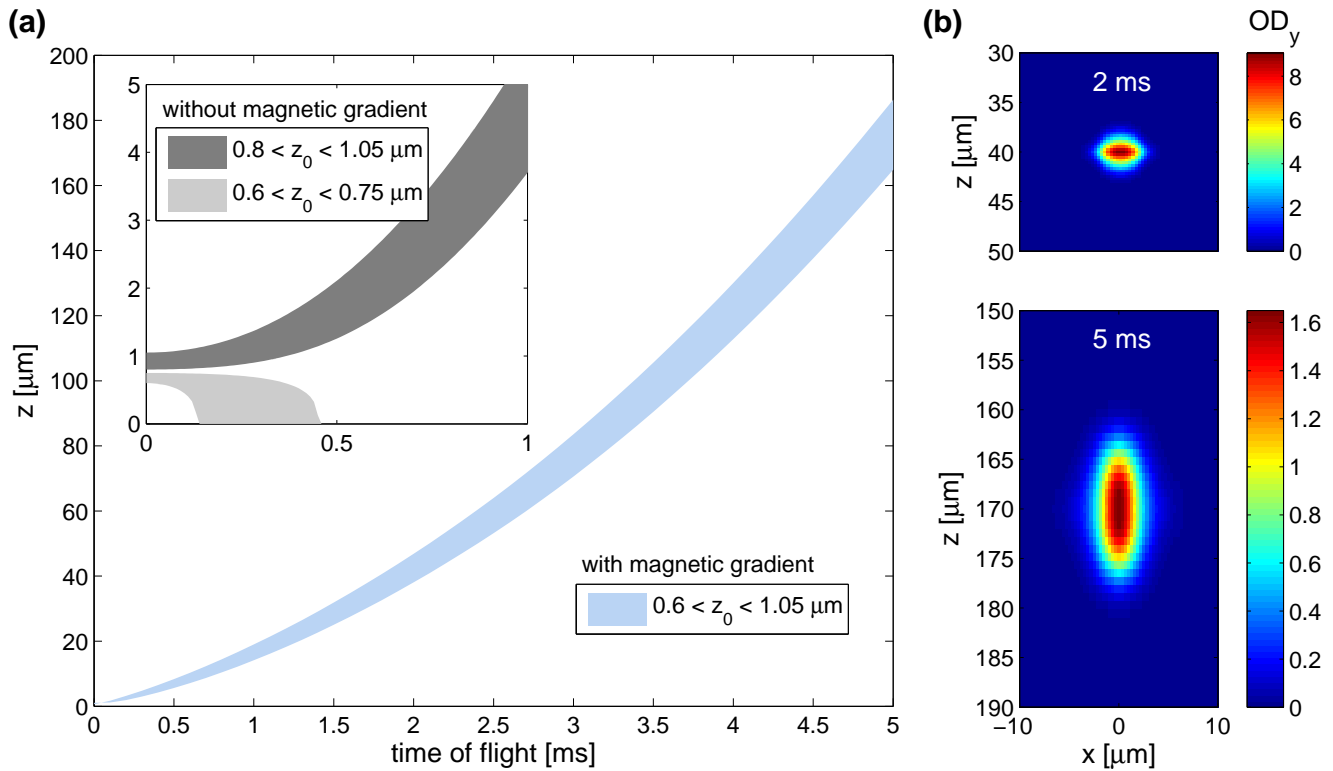 (a)
200
180
160
140
120
100
80
60
40
20
0
z [μm]
0 0.5 1 1.5 2 2.5 3 3.5 4 4.5 5
time of flight [ms]
5
4
3
2
1
0
0 0.5 1
without magnetic gradient
0.8 < z_0 < 1.05 μm
0.6 < z_0 < 0.75 μm
with magnetic gradient
0.6 < z_0 < 1.05 μm
(b)
OD_y
30
35
40
45
50
z [μm]
2 ms
8
6
4
2
0
150
155
160
165
170
175
180
185
190
z [μm]
5 ms
−10 0 10
x [μm]
1.6
1.4
1.2
1
0.8
0.6
0.4
0.2
0